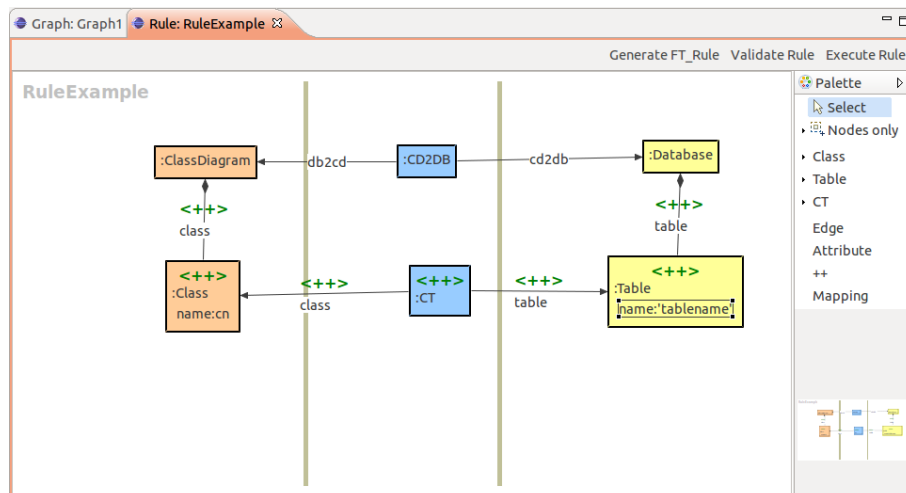 Graph: Graph1
Rule: RuleExample
Generate FT_Rule Validate Rule Execute Rule
RuleExample
Palette
Select
Nodes only
Class
Table
CT
Edge
Attribute
++
Mapping
:ClassDiagram
db2cd
:CD2DB
cd2db
:Database
<++>
class
<++>
table
<++>
:Class
name:cn
<++>
class
<++>
:CT
<++>
table
<++>
:Table
name:'tablename'